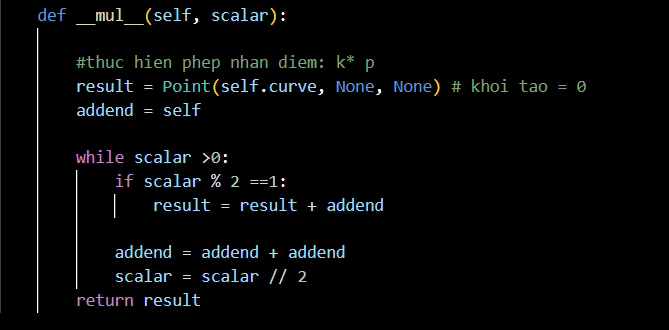 def __mul__(self, scalar):
#thuc hien phep nhan diem: k* p
result = Point(self.curve, None, None) # khoi tao = 0
addend = self
while scalar >0:
if scalar % 2 ==1:
result = result + addend
addend = addend + addend
scalar = scalar // 2
return result